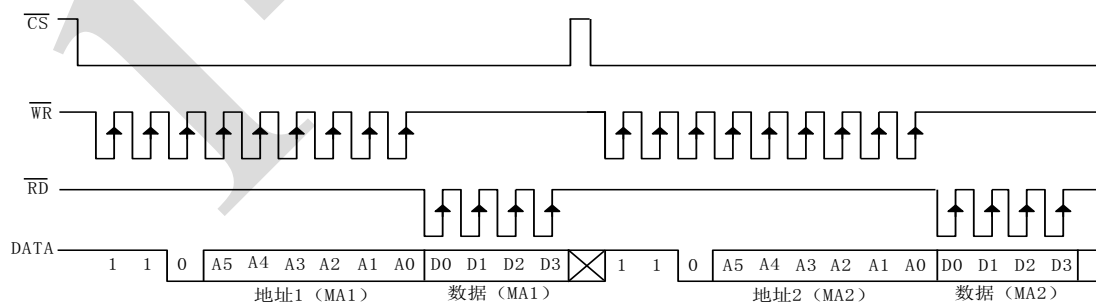 CS
WR
RD
DATA 1 1 0 A5 A4 A3 A2 A1 A0 D0 D1 D2 D3 1 1 0 A5 A4 A3 A2 A1 A0 D0 D1 D2 D3
地址1（MA1） 数据（MA1） 地址2（MA2） 数据（MA2）